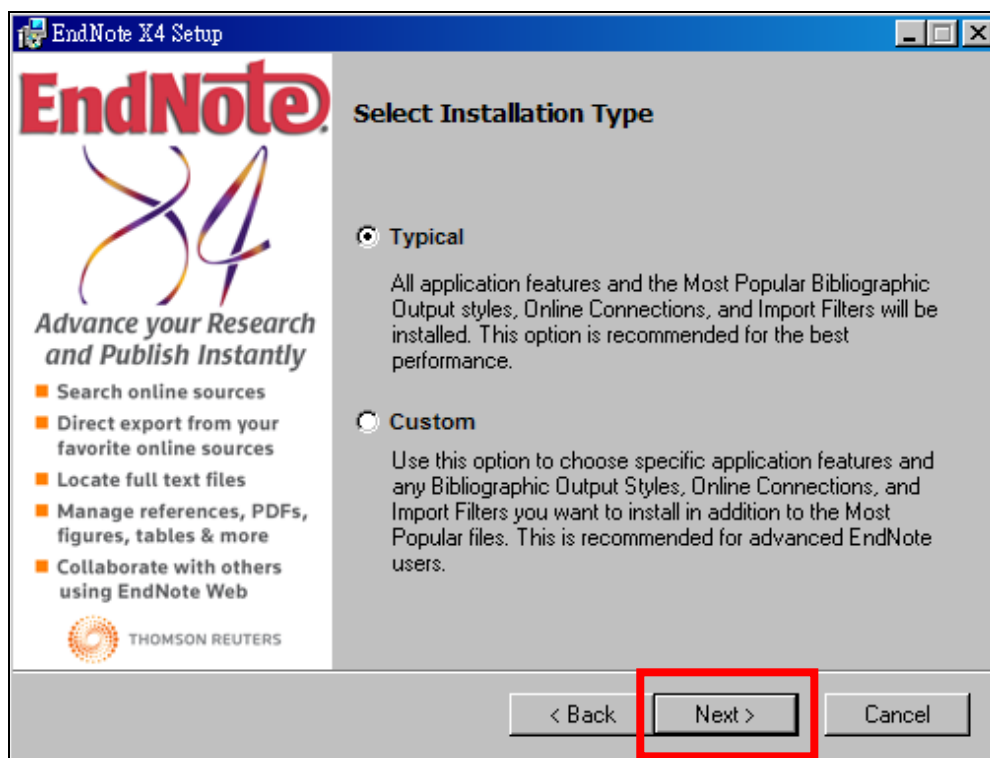 EndNote X4 Setup
EndNote.
X4
Advance your Research
and Publish Instantly
Search online sources
Direct export from your
favorite online sources
Locate full text files
Manage references, PDFs,
figures, tables & more
Collaborate with others
using EndNote Web
THOMSON REUTERS
Select Installation Type
Typical
All application features and the Most Popular Bibliographic
Output styles, Online Connections, and Import Filters will be
installed. This option is recommended for the best
performance.
Custom
Use this option to choose specific application features and
any Bibliographic Output Styles, Online Connections, and
Import Filters you want to install in addition to the Most
Popular files. This is recommended for advanced EndNote
users.
< Back Next > Cancel